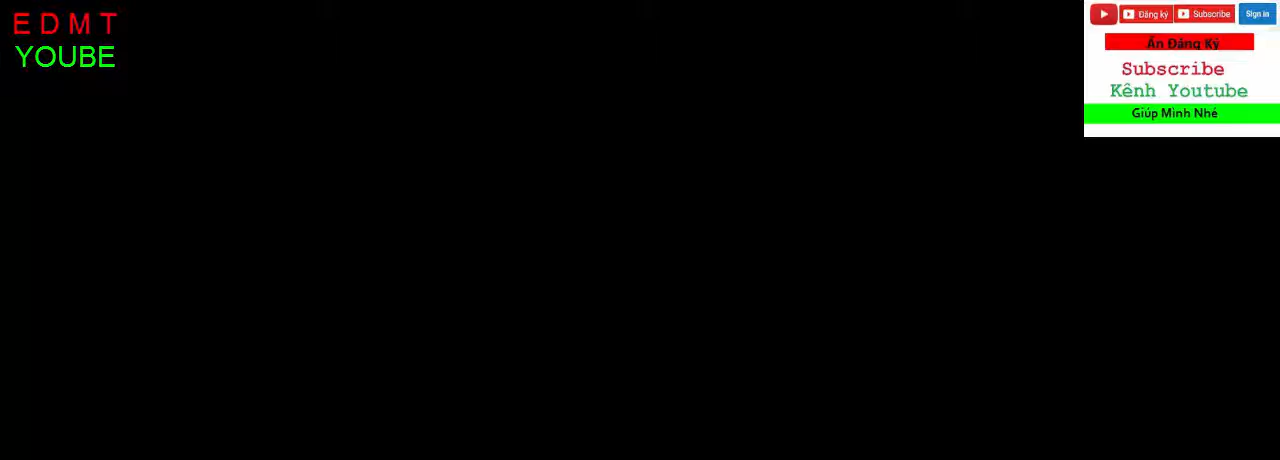 E D M T
YOUBE
Đăng ký
Subscribe
Sign in
Ấn Đăng Ký
Subscribe
Kênh Youtube
Giúp Mình Nhé